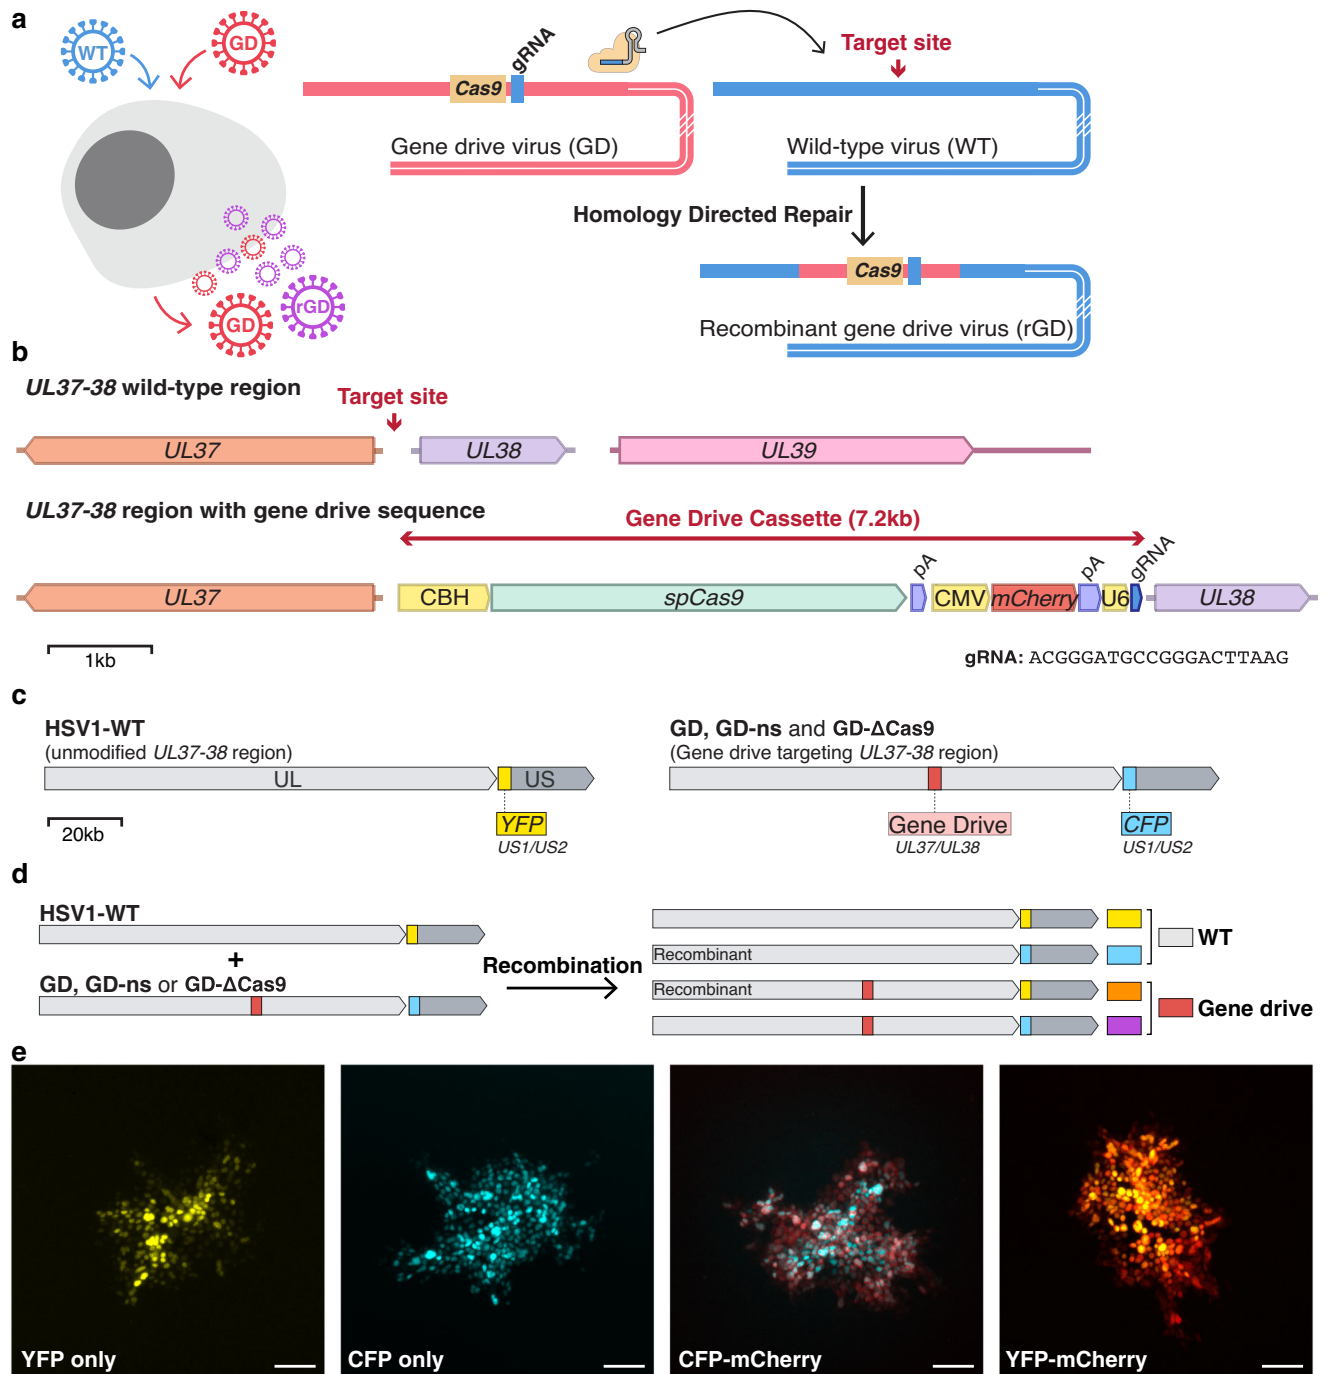 a
WT
GD
gRNA
Cas9
Target site
Gene drive virus (GD)
Wild-type virus (WT)
Homology Directed Repair
Cas9
rGD
GD
Recombinant gene drive virus (rGD)
b
UL37-38 wild-type region
Target site
UL37
UL38
UL39
UL37-38 region with gene drive sequence
Gene Drive Cassette (7.2kb)
pA
pA
gRNA
UL37
CBH
spCas9
CMV
mCherry
U6
UL38
1kb
gRNA: ACGGGATGCCGGGACTTAAG
c
HSV1-WT
(unmodified UL37-38 region)
UL
US
YFP
US1/US2
20kb
GD, GD-ns and GD-ΔCas9
(Gene drive targeting UL37-38 region)
Gene Drive
UL37/UL38
CFP
US1/US2
d
HSV1-WT
+
GD, GD-ns or GD-ΔCas9
Recombination
Recombinant
WT
Recombinant
Gene drive
e
YFP only
CFP only
CFP-mCherry
YFP-mCherry